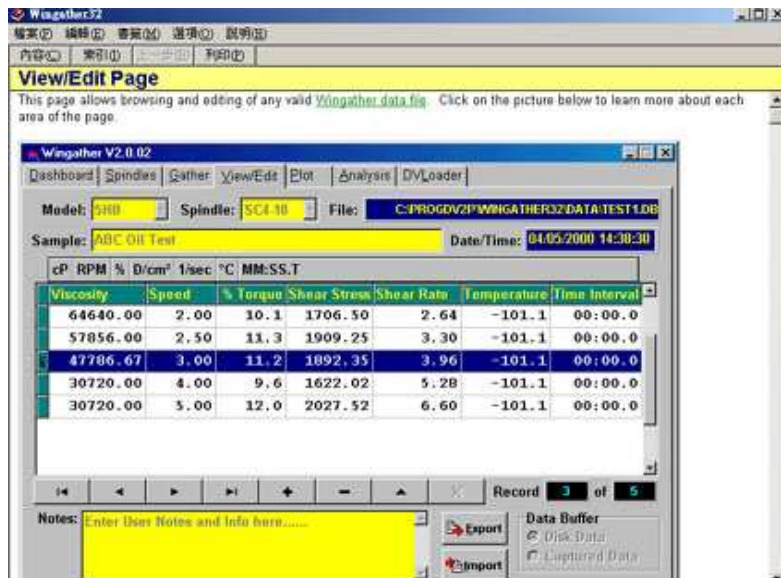 Wingather32
檔案(F) 編輯(E) 書籤(M) 選項(O) 說明(H)
內容(C) 索引(I) 上一步(B) 列印(P)
View/Edit Page
This page allows browsing and editing of any valid Wingather data file. Click on the picture below to learn more about each
area of the page.
Wingather V2.0.02
Dashboard Spindles Gather View/Edit Plot Analysis DVLoader
Model: 5HB Spindle: SC4-18 File: C:\PROGDV2P\WINGATHER32\DATA\TEST1.DB
Sample: ABC Oil Test Date/Time: 04/05/2000 14:38:30
cP RPM % D/cm² 1/sec °C MM:SS.T
Viscosity Speed % Torque Shear Stress Shear Rate Temperature Time Interval
64640.00 2.00 10.1 1706.50 2.64 -101.1 00:00.0
57856.00 2.50 11.3 1909.25 3.30 -101.1 00:00.0
47786.67 3.00 11.2 1892.35 3.96 -101.1 00:00.0
30720.00 4.00 9.6 1622.02 5.28 -101.1 00:00.0
30720.00 5.00 12.0 2027.52 6.60 -101.1 00:00.0
Record 3 of 5
Notes: Enter User Notes and Info here......
Export
Import
Data Buffer
Disk Data
Captured Data